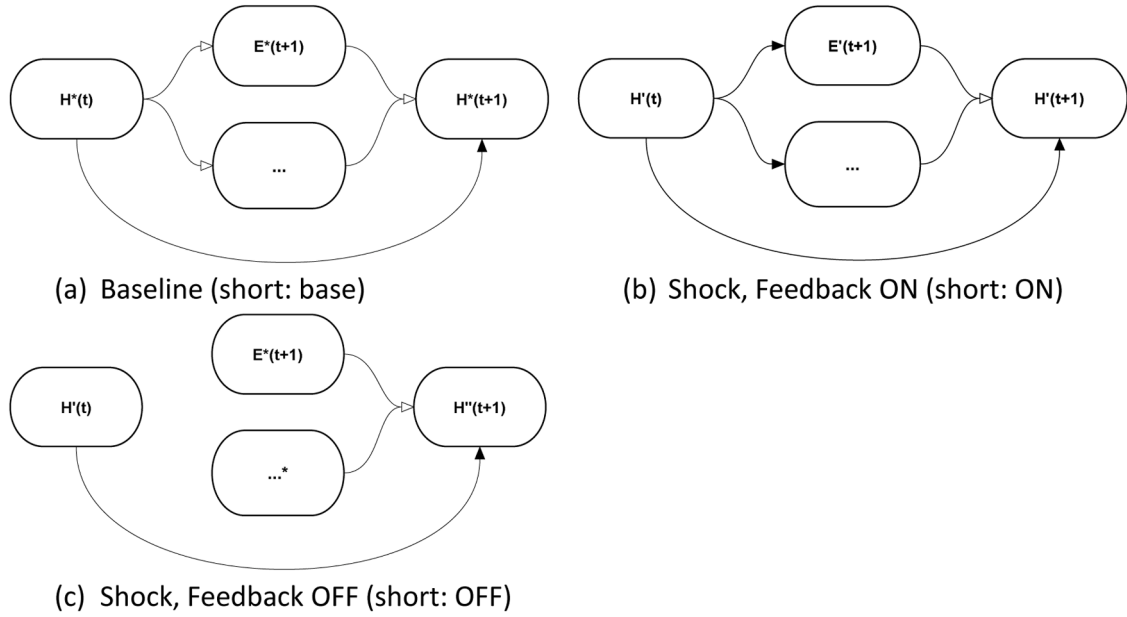 E*(t+1)
H*(t)
H*(t+1)
...
(a) Baseline (short: base)
E'(t+1)
H'(t)
H'(t+1)
...
(b) Shock, Feedback ON (short: ON)
E*(t+1)
H'(t)
H''(t+1)
...*
(c) Shock, Feedback OFF (short: OFF)